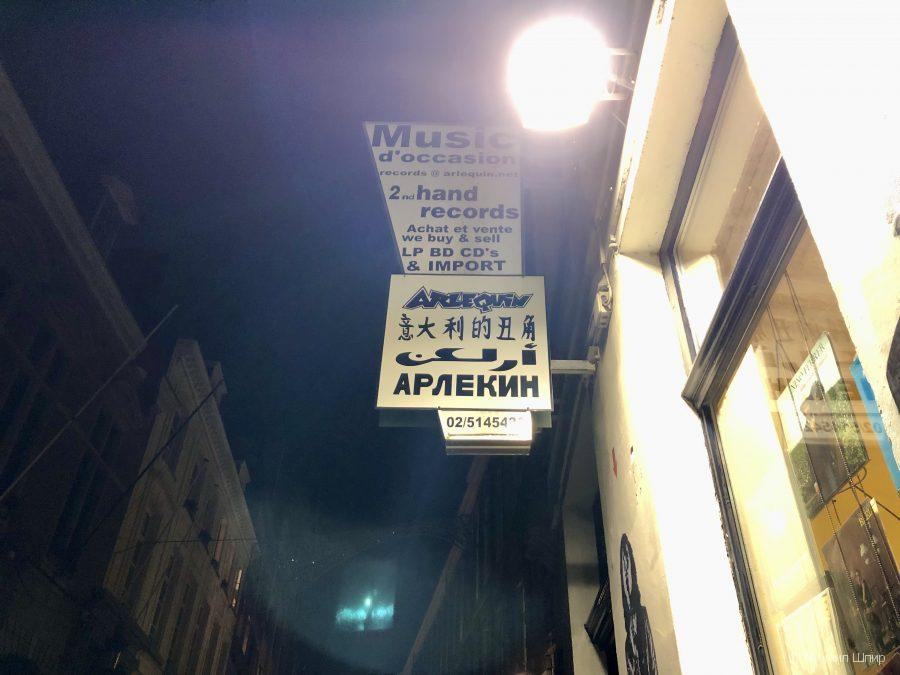 Music
d'occasion
records @ arlequin.net
2nd hand
records
Achat et vente
we buy & sell
LP BD CD's
& IMPORT
ARLEQUIN
意大利的丑角
أرلكن
АРЛЕКИН
Шпир